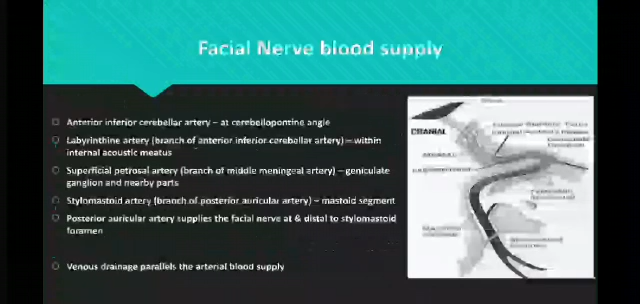 Facial Nerve blood supply
Anterior inferior cerebellar artery – at cerebellopontine angle
Labyrinthine artery (branch of anterior inferior cerebellar artery) – within
internal acoustic meatus
Superficial petrosal artery (branch of middle meningeal artery) – geniculate
ganglion and nearby parts
Stylomastoid artery (branch of posterior auricular artery) – mastoid segment
Posterior auricular artery supplies the facial nerve at & distal to stylomastoid
foramen
Venous drainage parallels the arterial blood supply
CRANIAL